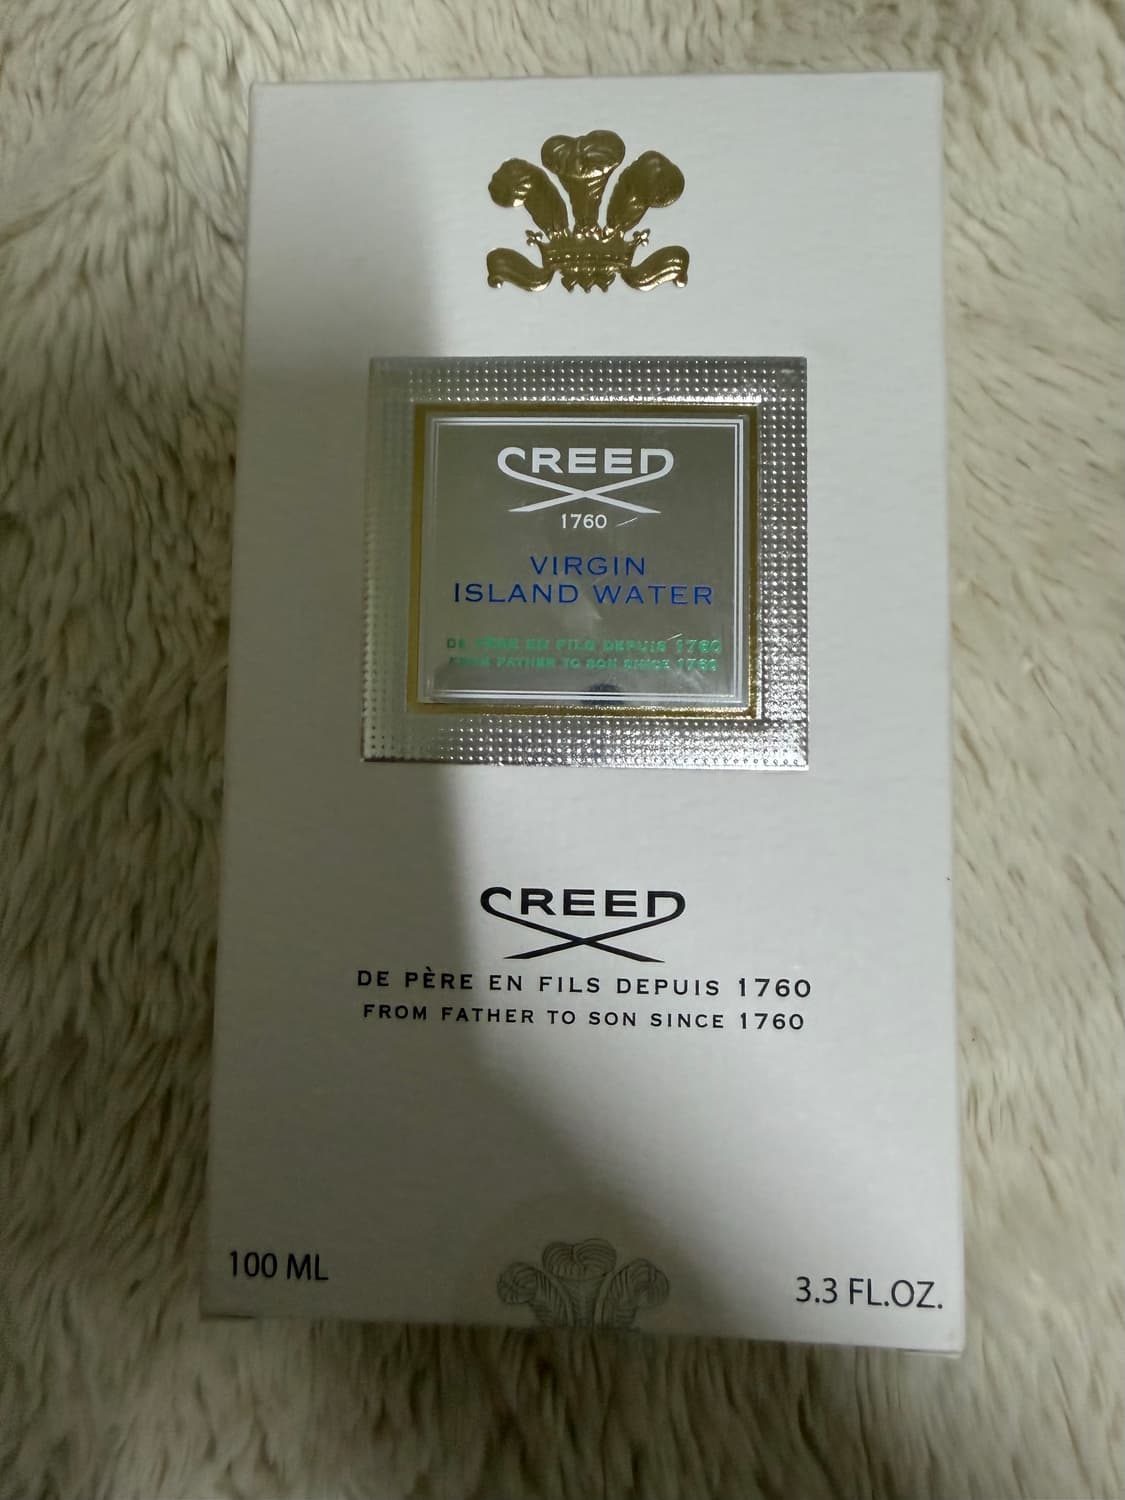 CREED
1760
VIRGIN
ISLAND WATER
DE PÈRE EN FILS DEPUIS 1760
FROM FATHER TO SON SINCE 1760
CREED
DE PÈRE EN FILS DEPUIS 1760
FROM FATHER TO SON SINCE 1760
100 ML
3.3 FL.OZ.